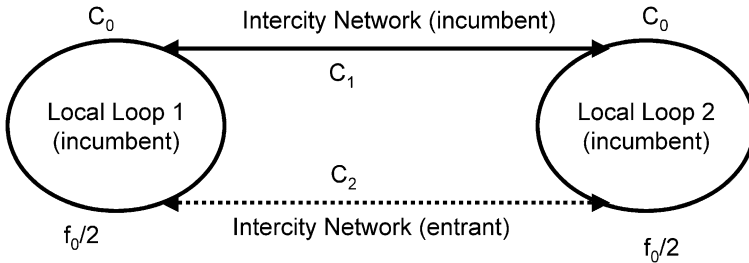 C₀
Intercity Network (incumbent)
C₀
C₁
Local Loop 1
(incumbent)
Local Loop 2
(incumbent)
C₂
Intercity Network (entrant)
f₀/2
f₀/2